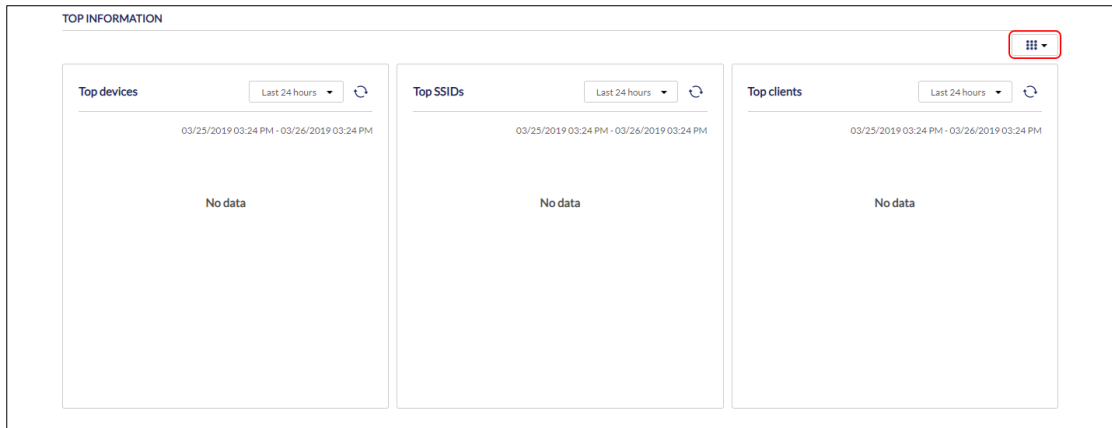 TOP INFORMATION
Top devices
Last 24 hours
03/25/2019 03:24 PM - 03/26/2019 03:24 PM
No data
Top SSIDs
Last 24 hours
03/25/2019 03:24 PM - 03/26/2019 03:24 PM
No data
Top clients
Last 24 hours
03/25/2019 03:24 PM - 03/26/2019 03:24 PM
No data